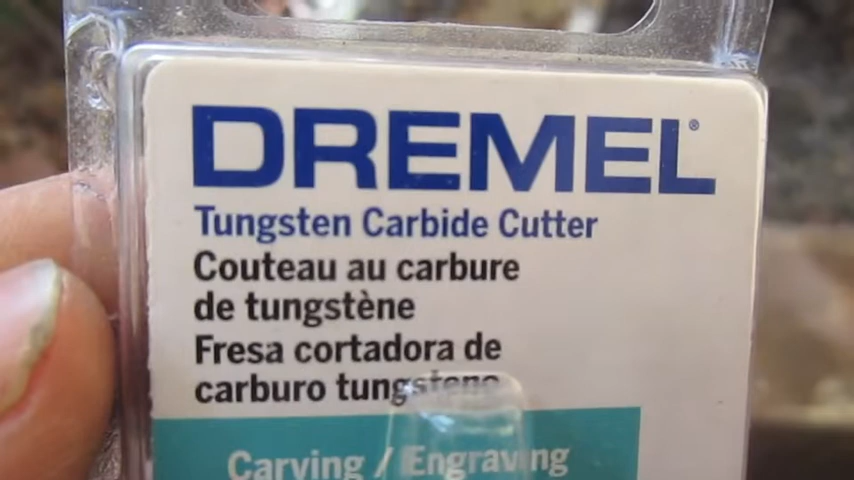 DREMEL®
Tungsten Carbide Cutter
Couteau au carbure
de tungstène
Fresa cortadora de
carburo tungsteno
Carving / Engraving